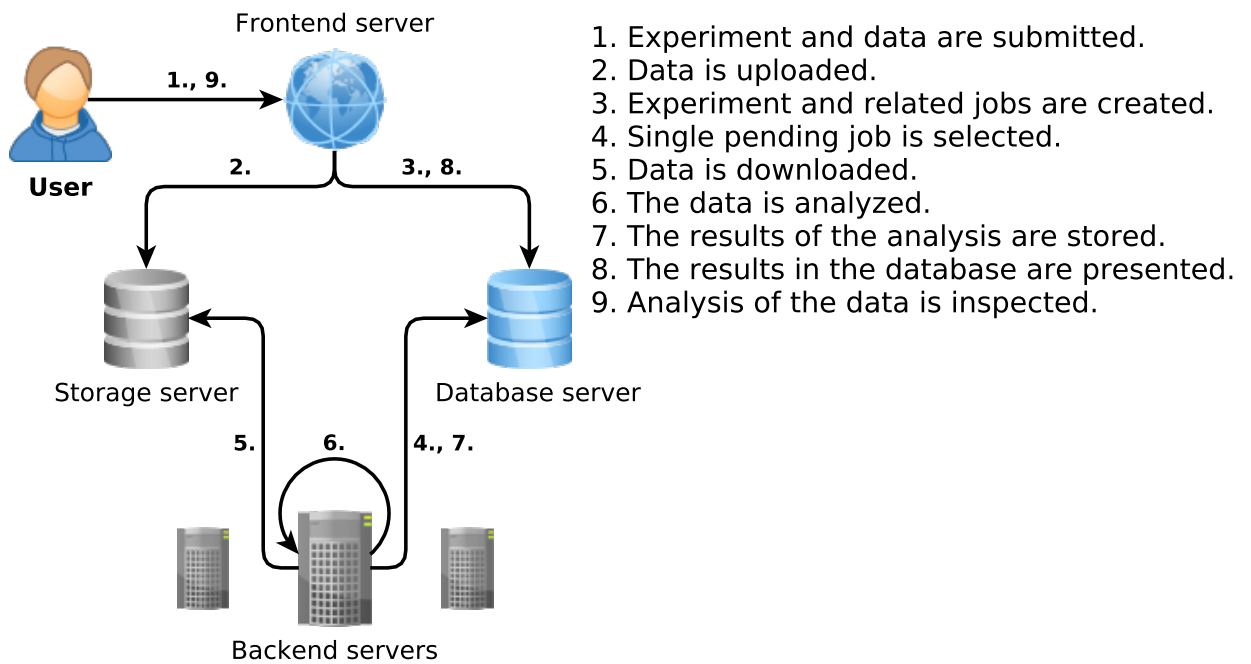 Frontend server
1., 9.
User
2.
3., 8.
Storage server
Database server
5.
6.
4., 7.
Backend servers
1. Experiment and data are submitted.
2. Data is uploaded.
3. Experiment and related jobs are created.
4. Single pending job is selected.
5. Data is downloaded.
6. The data is analyzed.
7. The results of the analysis are stored.
8. The results in the database are presented.
9. Analysis of the data is inspected.